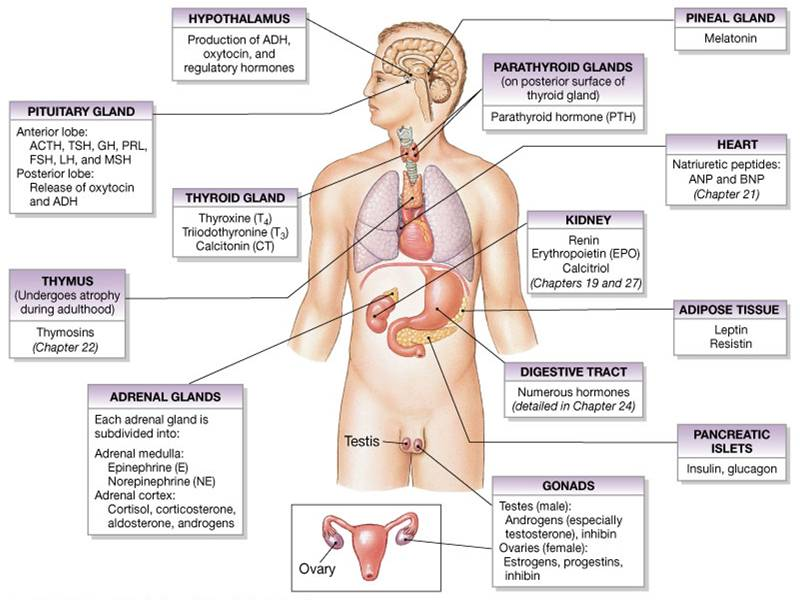 HYPOTHALAMUS
Production of ADH,
oxytocin, and
regulatory hormones
PINEAL GLAND
Melatonin
PARATHYROID GLANDS
(on posterior surface of
thyroid gland)
Parathyroid hormone (PTH)
PITUITARY GLAND
Anterior lobe:
ACTH, TSH, GH, PRL,
FSH, LH, and MSH
Posterior lobe:
Release of oxytocin
and ADH
HEART
Natriuretic peptides:
ANP and BNP
(Chapter 21)
THYROID GLAND
Thyroxine (T4)
Triiodothyronine (T3)
Calcitonin (CT)
KIDNEY
Renin
Erythropoietin (EPO)
Calcitriol
(Chapters 19 and 27)
THYMUS
(Undergoes atrophy
during adulthood)
Thymosins
(Chapter 22)
ADIPOSE TISSUE
Leptin
Resistin
DIGESTIVE TRACT
Numerous hormones
(detailed in Chapter 24)
ADRENAL GLANDS
Each adrenal gland is
subdivided into:
Adrenal medulla:
Epinephrine (E)
Norepinephrine (NE)
Adrenal cortex:
Cortisol, corticosterone,
aldosterone, androgens
PANCREATIC
ISLETS
Insulin, glucagon
Testis
GONADS
Testes (male):
Androgens (especially
testosterone), inhibin
Ovaries (female):
Estrogens, progestins,
inhibin
Ovary